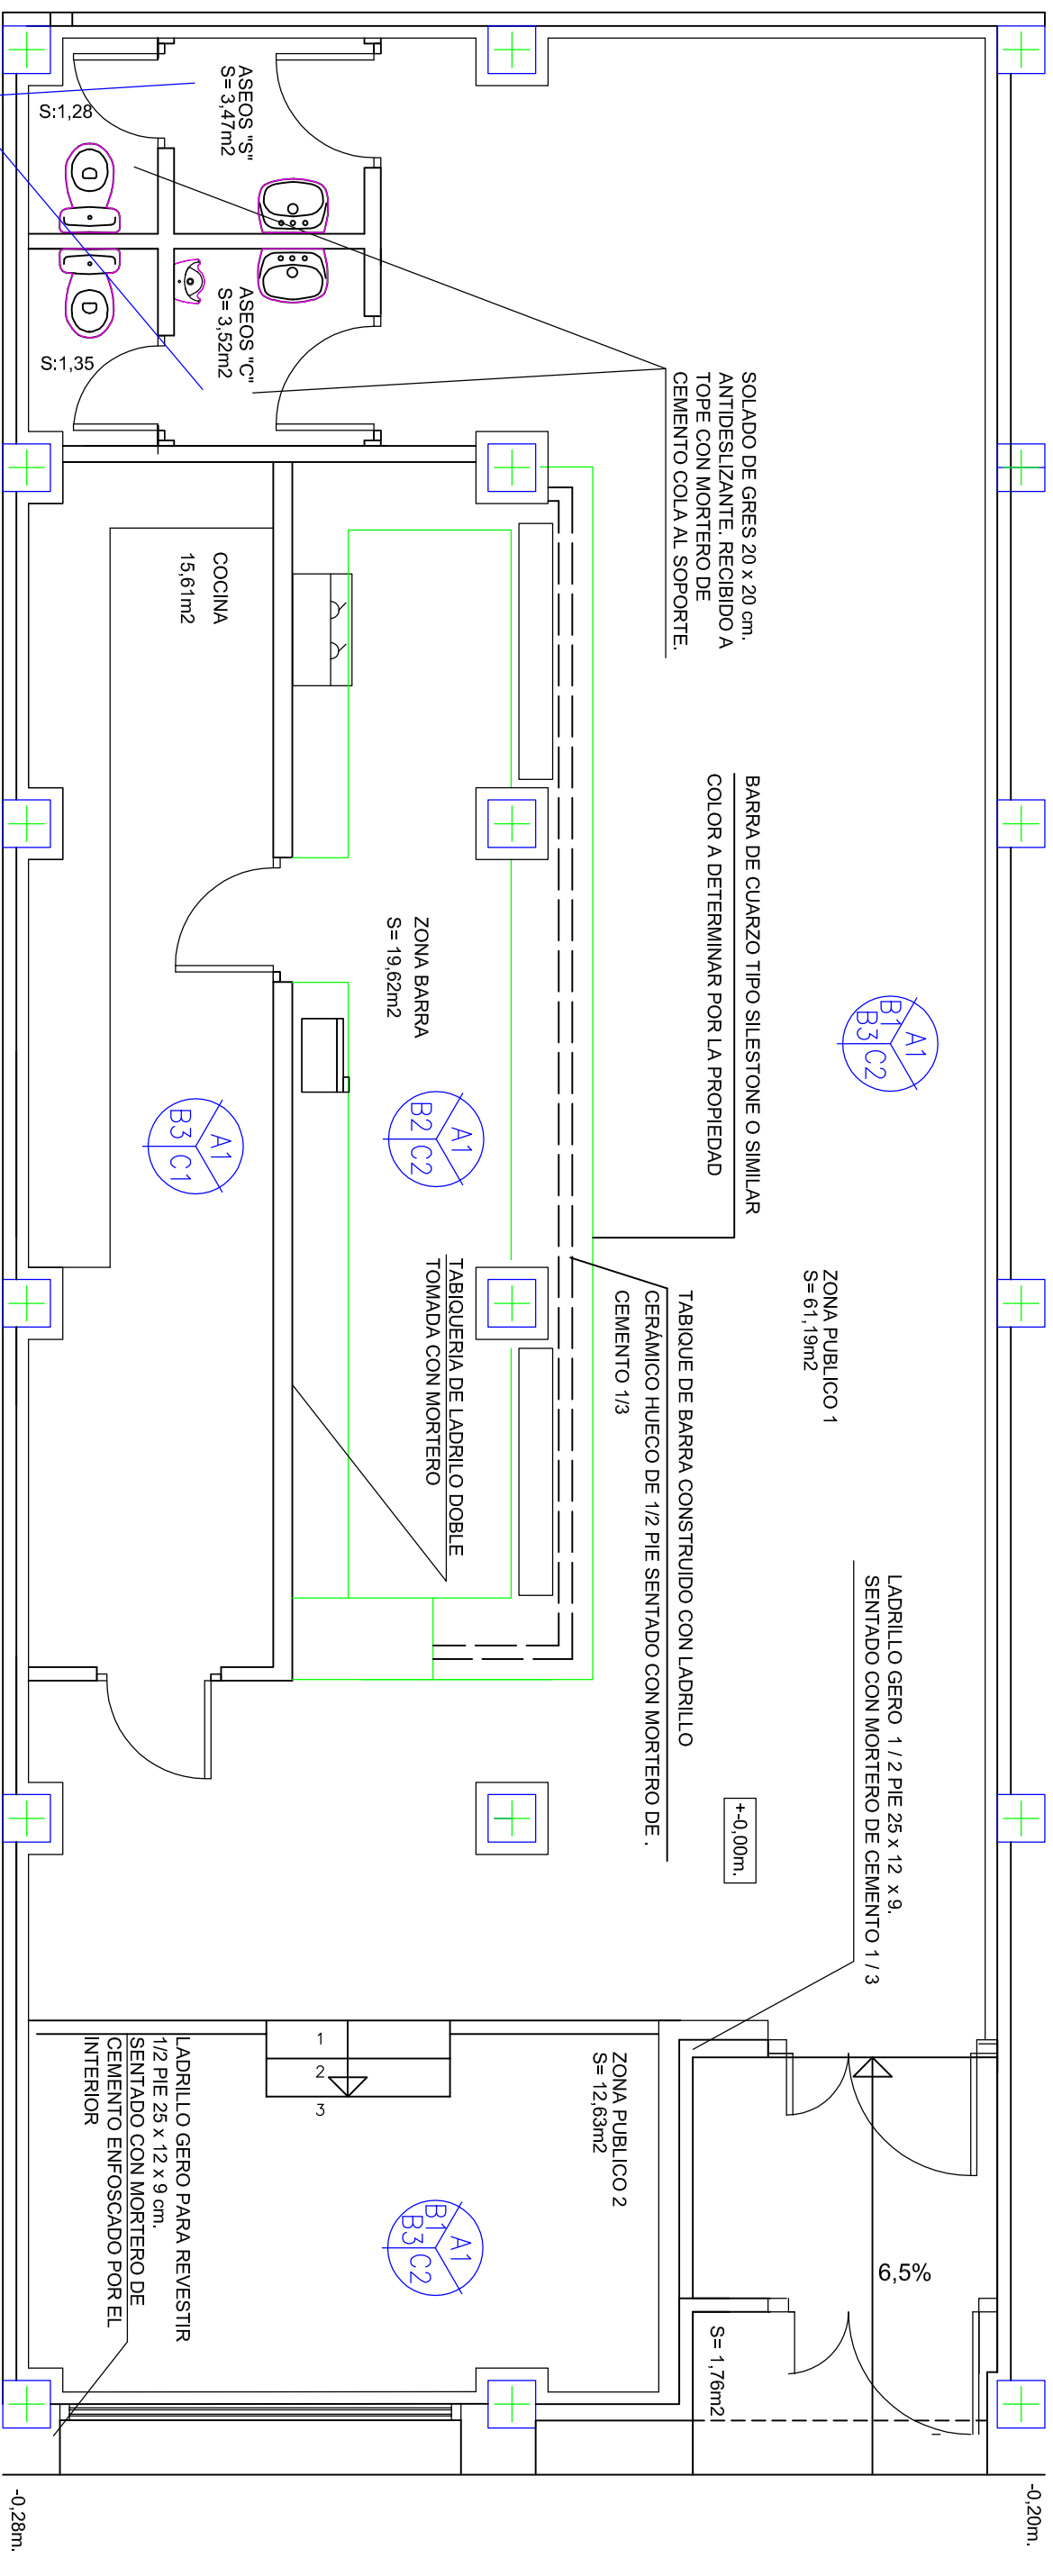 ASEOS "S"
S= 3,47m2
S:1,28
ASEOS "C"
S= 3,52m2
S:1,35
SOLADO DE GRES 20 x 20 cm.
ANTIDESLIZANTE. RECIBIDO A
TOPE CON MORTERO DE
CEMENTO COLA AL SOPORTE.
COCINA
15,61m2
BARRA DE CUARZO TIPO SILESTONE O SIMILAR
COLOR A DETERMINAR POR LA PROPIEDAD
ZONA BARRA
S= 19,62m2
A1
B1
B3
C2
A1
B2
C2
A1
B3
C1
ZONA PUBLICO 1
S= 61,19m2
TABIQUERIA DE LADRILO DOBLE
TOMADA CON MORTERO
TABIQUE DE BARRA CONSTRUIDO CON LADRILLO
CERÁMICO HUECO DE 1/2 PIE SENTADO CON MORTERO DE .
CEMENTO 1/3
LADRILLO GERO 1 / 2 PIE 25 x 12 x 9.
SENTADO CON MORTERO DE CEMENTO 1 / 3
+-0,00m.
1
2
3
ZONA PUBLICO 2
S= 12,63m2
LADRILLO GERO PARA REVESTIR
1/2 PIE 25 x 12 x 9 cm.
SENTADO CON MORTERO DE
CEMENTO ENFOSCADO POR EL
INTERIOR
A1
B1
B3
C2
6,5%
S= 1,76m2
-0,20m.
-0,28m.